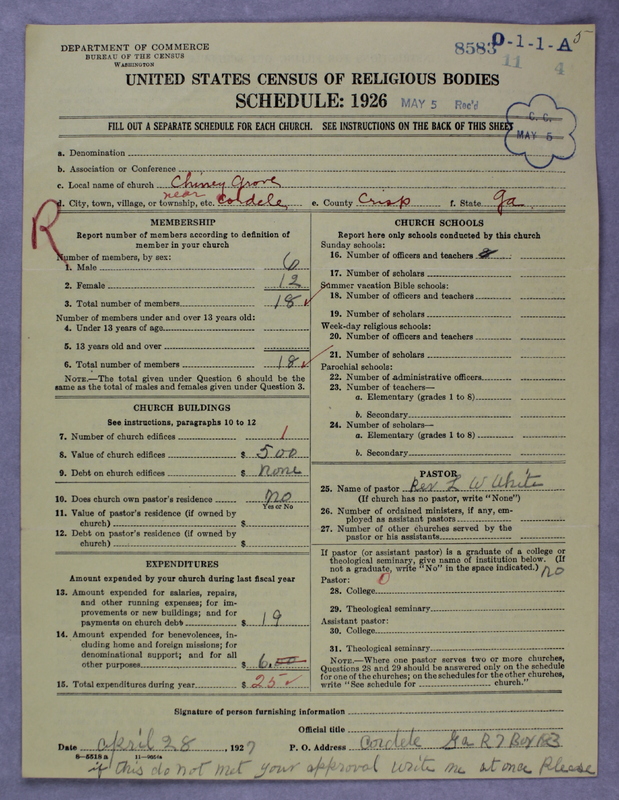 DEPARTMENT OF COMMERCE
BUREAU OF THE CENSUS
WASHINGTON
8583 O-1-1-A 5
11 4
UNITED STATES CENSUS OF RELIGIOUS BODIES
SCHEDULE: 1926 MAY 5 Rec'd
C. C.
MAY 5
FILL OUT A SEPARATE SCHEDULE FOR EACH CHURCH. SEE INSTRUCTIONS ON THE BACK OF THIS SHEET
a. Denomination
b. Association or Conference
c. Local name of church Chiney Grove
d. City, town, village, or township, etc. near Cordele e. County Crisp f. State Ga
R
MEMBERSHIP
Report number of members according to definition of
member in your church
Number of members, by sex:
1. Male 6
2. Female 12
3. Total number of members 18
Number of members under and over 13 years old:
4. Under 13 years of age
5. 13 years old and over
6. Total number of members 18
NOTE.—The total given under Question 6 should be
same as the total of males and females given under Question 3.
CHURCH BUILDINGS
See instructions, paragraphs 10 to 12
7. Number of church edifices 1
8. Value of church edifices $ 500
9. Debt on church edifices $ none
10. Does church own pastor's residence no
Yes or No
11. Value of pastor's residence (if owned by
church) $
12. Debt on pastor's residence (if owned by
church) $
EXPENDITURES
Amount expended by your church during last fiscal year
13. Amount expended for salaries, repairs,
and other running expenses; for im-
provements or new buildings; and for
payments on church debt $ 19
14. Amount expended for benevolences, in-
cluding home and foreign missions; for
denominational support; and for all
other purposes $ 6.00
15. Total expenditures during year $ 25
CHURCH SCHOOLS
Report here only schools conducted by this church
Sunday schools:
16. Number of officers and teachers
17. Number of scholars
Summer vacation Bible schools:
18. Number of officers and teachers
19. Number of scholars
Week-day religious schools:
20. Number of officers and teachers
21. Number of scholars
Parochial schools:
22. Number of administrative officers
23. Number of teachers—
a. Elementary (grades 1 to 8)
b. Secondary
24. Number of scholars—
a. Elementary (grades 1 to 8)
b. Secondary
PASTOR
25. Name of pastor Rev. L W White
(If church has no pastor, write "None")
26. Number of ordained ministers, if any, em-
ployed as assistant pastors
27. Number of other churches served by the
pastor or his assistants
If pastor (or assistant pastor) is a graduate of a college or
theological seminary, give name of institution below. (If
not a graduate, write "No" in the space indicated.) no
Pastor: 0
28. College
29. Theological seminary
Assistant pastor:
30. College
31. Theological seminary
NOTE.—Where one pastor serves two or more churches,
Questions 28 and 29 should be answered only on the schedule
for one of the churches; on the schedules for the other churches,
write "See schedule for church."
Signature of person furnishing information
Official title
Date april 28, 1927 P. O. Address Cordele Ga R 7 Box
8—5518 a
if this do not met your approval write me at once Please